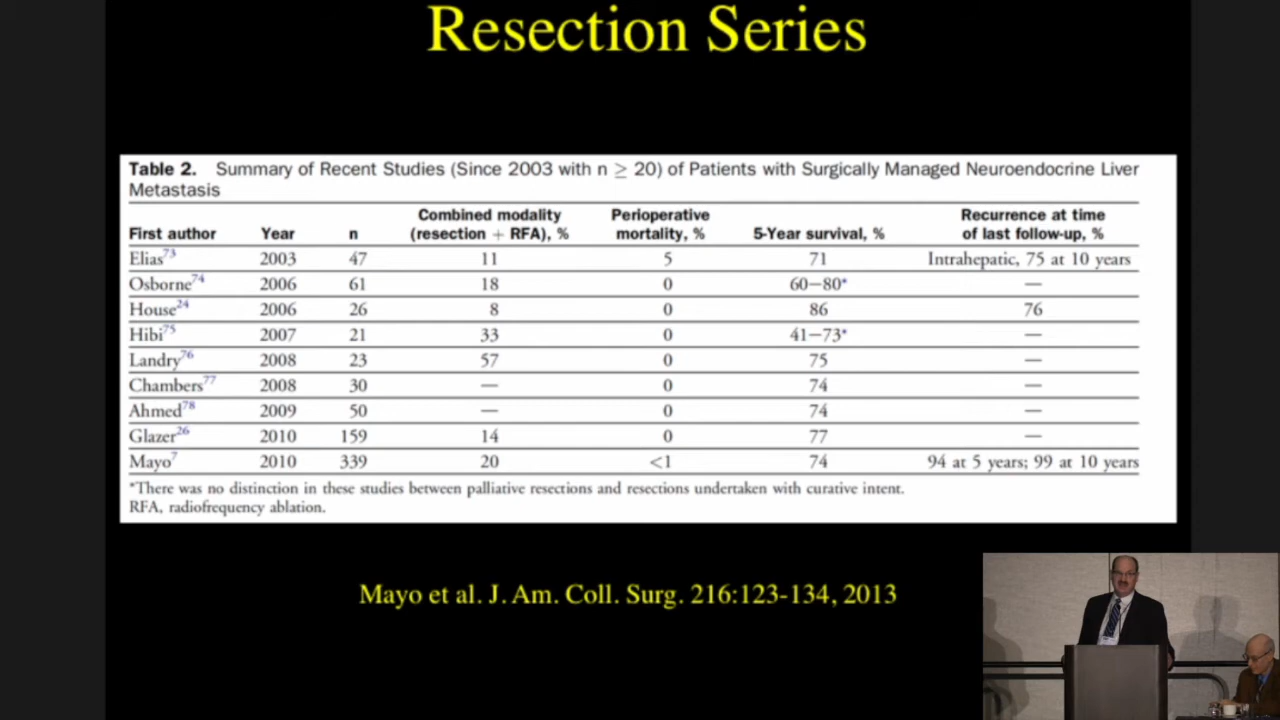 Resection Series
Table 2. Summary of Recent Studies (Since 2003 with n ≥ 20) of Patients with Surgically Managed Neuroendocrine Liver
Metastasis
Combined modality Perioperative Recurrence at time
First author Year n (resection + RFA), % mortality, % 5-Year survival, % of last follow-up, %
Elias73 2003 47 11 5 71 Intrahepatic, 75 at 10 years
Osborne74 2006 61 18 0 60–80* —
House24 2006 26 8 0 86 76
Hibi75 2007 21 33 0 41–73* —
Landry76 2008 23 57 0 75 —
Chambers77 2008 30 — 0 74 —
Ahmed78 2009 50 — 0 74 —
Glazer26 2010 159 14 0 77 —
Mayo7 2010 339 20 <1 74 94 at 5 years; 99 at 10 years
*There was no distinction in these studies between palliative resections and resections undertaken with curative intent.
RFA, radiofrequency ablation.
Mayo et al. J. Am. Coll. Surg. 216:123-134, 2013